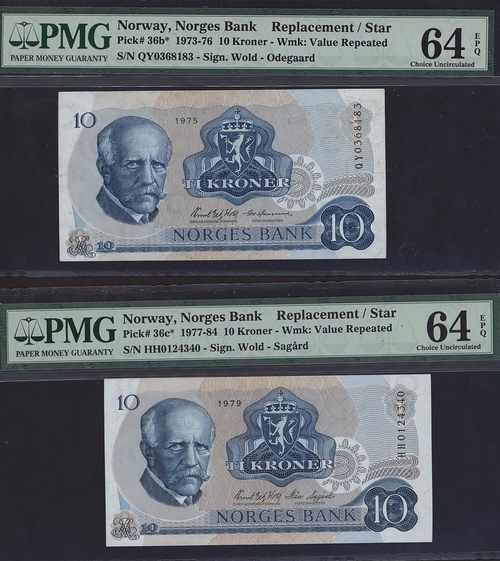 PMG
PAPER MONEY GUARANTY
Norway, Norges Bank Replacement / Star
Pick# 36b* 1973-76 10 Kroner - Wmk: Value Repeated
S/N QY0368183 - Sign. Wold - Odegaard
64 EPQ
Choice Uncirculated
10
1975
QY0368183
TI KRONER
10
NORGES BANK
10
PMG
PAPER MONEY GUARANTY
Norway, Norges Bank Replacement / Star
Pick# 36c* 1977-84 10 Kroner - Wmk: Value Repeated
S/N HH0124340 - Sign. Wold - Sagård
64 EPQ
Choice Uncirculated
10
1979
HH0124340
TI KRONER
10
NORGES BANK
10